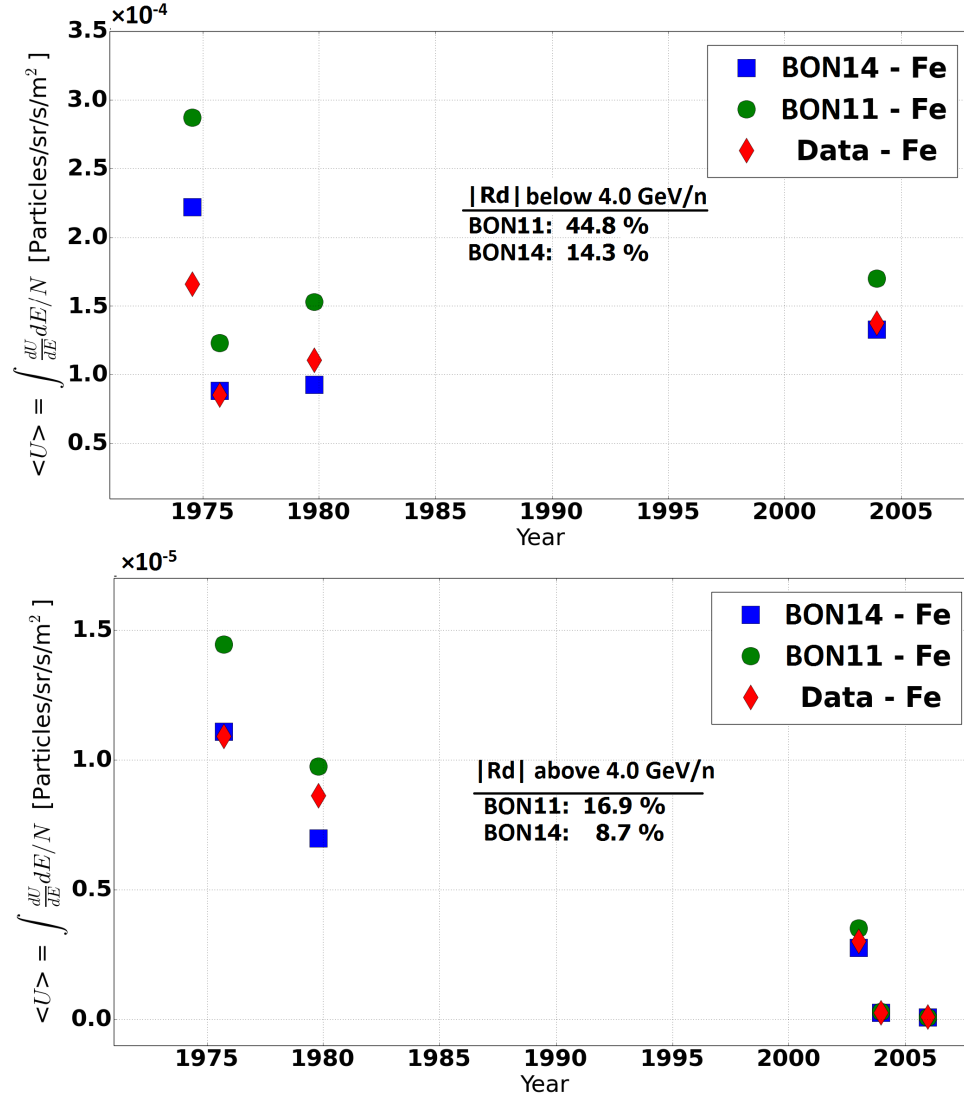 ×10⁻⁴
3.5
3.0
2.5
2.0
1.5
1.0
0.5
<U> = ∫ dU/dE dE/N [Particles/sr/s/m² ]
BON14 - Fe
BON11 - Fe
Data - Fe
|Rd| below 4.0 GeV/n
BON11: 44.8 %
BON14: 14.3 %
1975 1980 1985 1990 1995 2000 2005
Year
×10⁻⁵
1.5
1.0
0.5
0.0
<U> = ∫ dU/dE dE/N [Particles/sr/s/m² ]
BON14 - Fe
BON11 - Fe
Data - Fe
|Rd| above 4.0 GeV/n
BON11: 16.9 %
BON14: 8.7 %
1975 1980 1985 1990 1995 2000 2005
Year